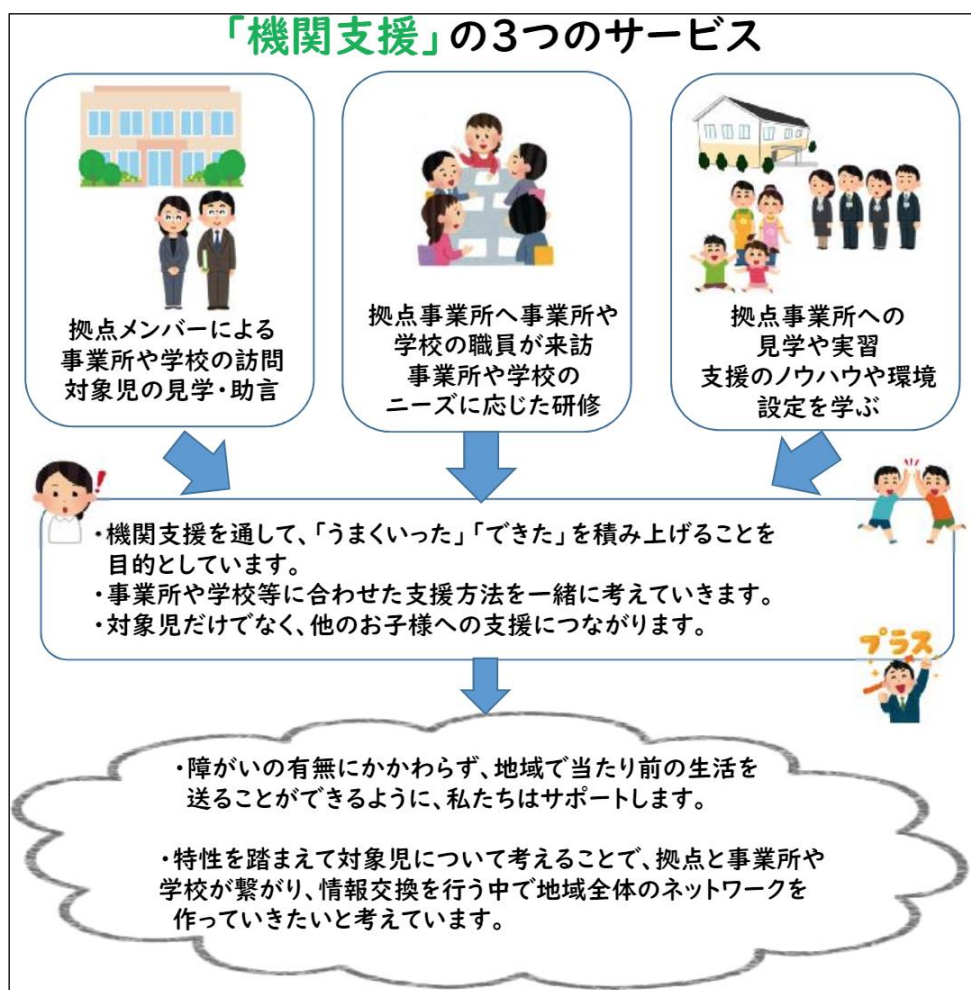 「機関支援」の3つのサービス
拠点メンバーによる
事業所や学校の訪問
対象児の見学・助言
拠点事業所へ事業所や
学校の職員が来訪
事業所や学校の
ニーズに応じた研修
拠点事業所への
見学や実習
支援のノウハウや環境
設定を学ぶ
・機関支援を通して、「うまくいった」「できた」を積み上げることを
目的としています。
・事業所や学校等に合わせた支援方法を一緒に考えていきます。
・対象児だけでなく、他のお子様への支援につながります。
プラス
・障がいの有無にかかわらず、地域で当たり前の生活を
送ることができるように、私たちはサポートします。
・特性を踏まえて対象児について考えることで、拠点と事業所や
学校が繋がり、情報交換を行う中で地域全体のネットワークを
作っていきたいと考えています。